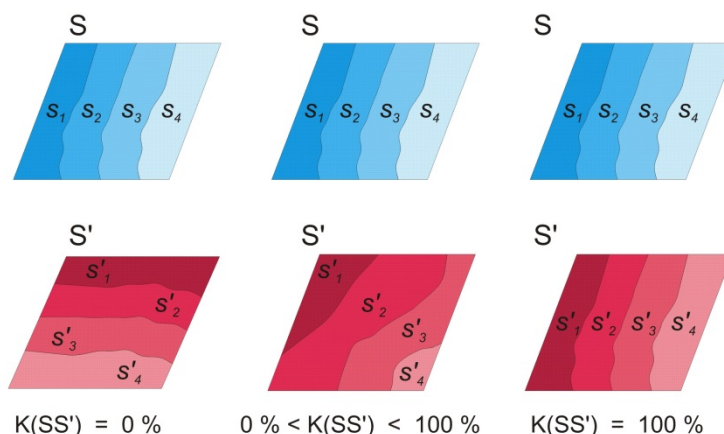 S S S
s₁ s₂ s₃ s₄ s₁ s₂ s₃ s₄ s₁ s₂ s₃ s₄
S' S' S'
s'₁ s'₁
s'₂ s'₂ s'₁ s'₂ s'₃ s'₄
s'₃ s'₃
s'₄ s'₄
K(SS') = 0 % 0 % < K(SS') < 100 % K(SS') = 100 %